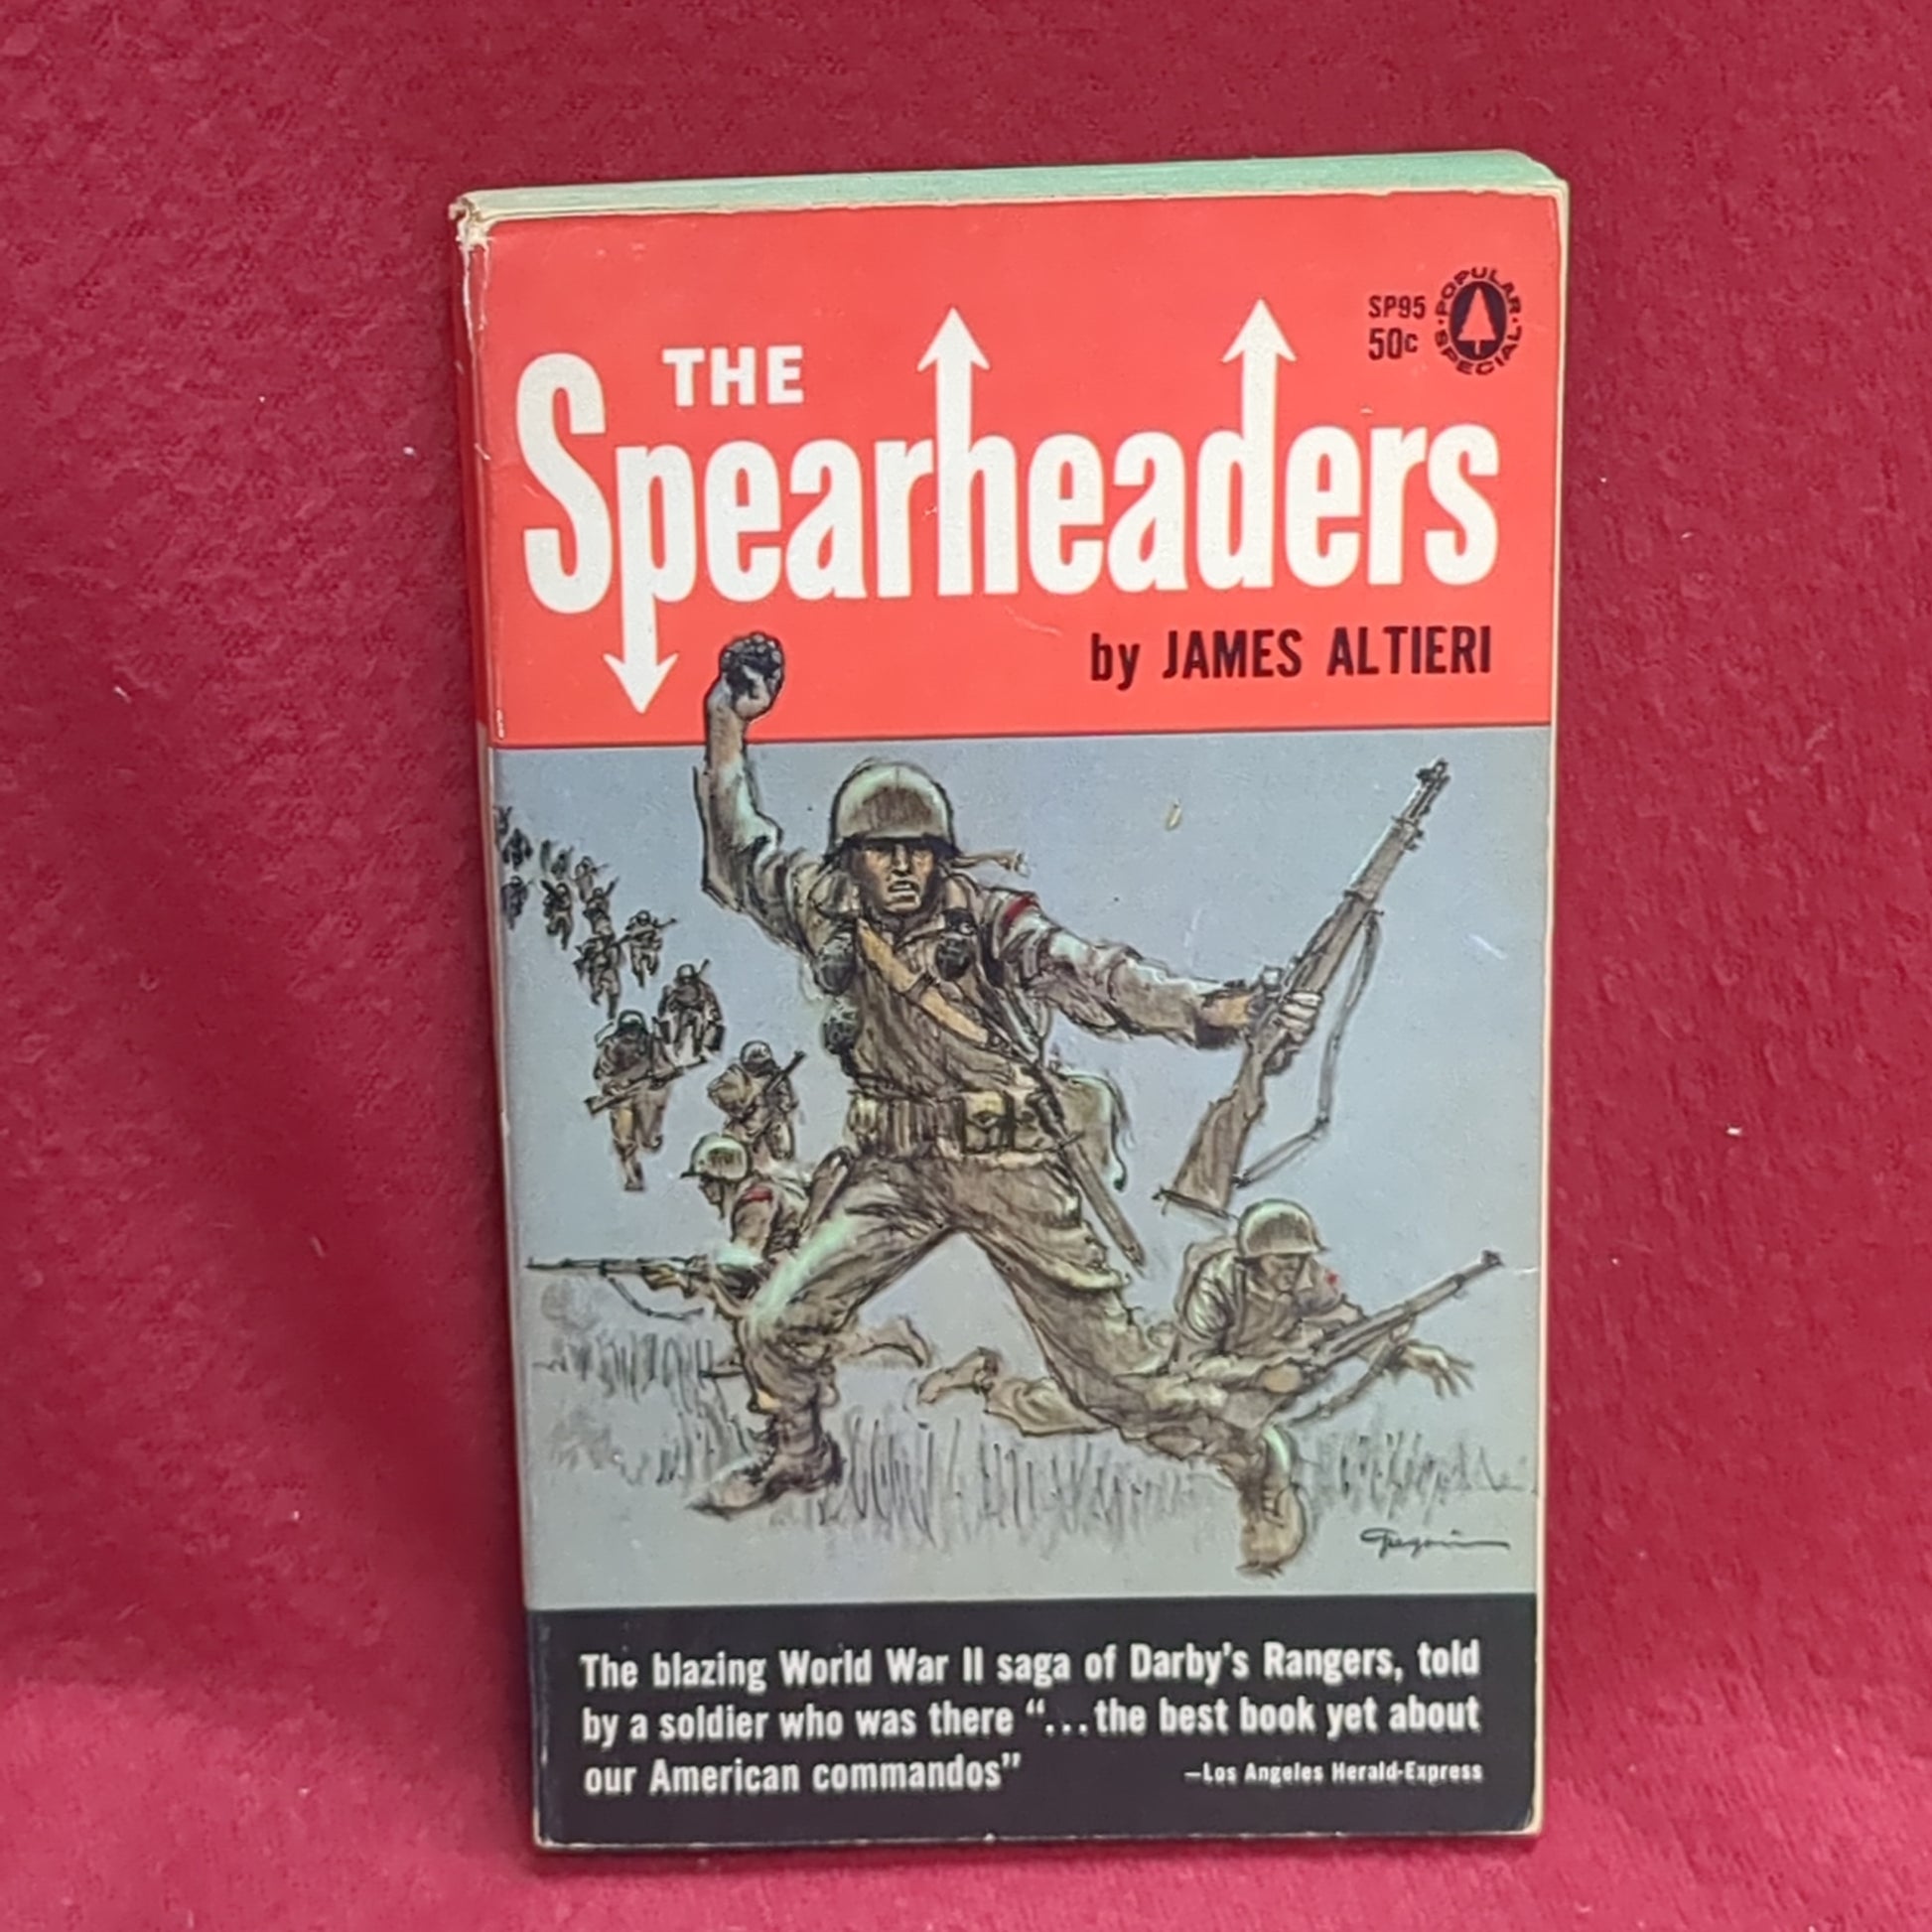 SP95
50c
POPULAR
SPECIAL
THE
Spearheaders
by JAMES ALTIERI
The blazing World War II saga of Darby's Rangers, told
by a soldier who was there “...the best book yet about
our American commandos”
—Los Angeles Herald-Express